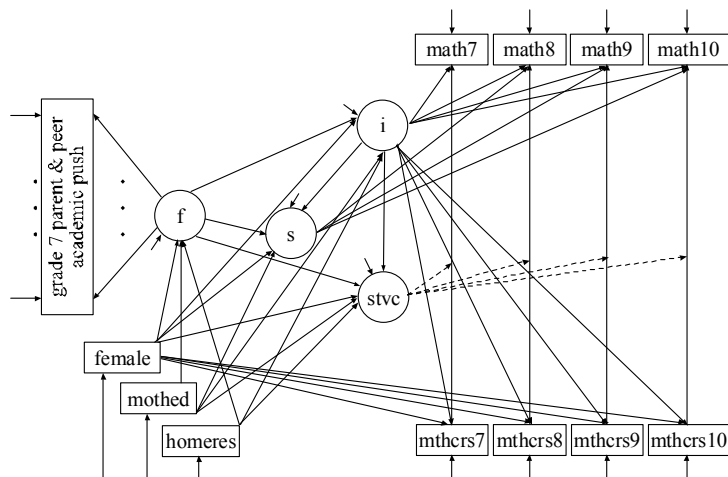 math7
math8
math9
math10
grade 7 parent & peer
academic push
i
f
s
stvc
female
mothed
homeres
mthcrs7
mthcrs8
mthcrs9
mthcrs10